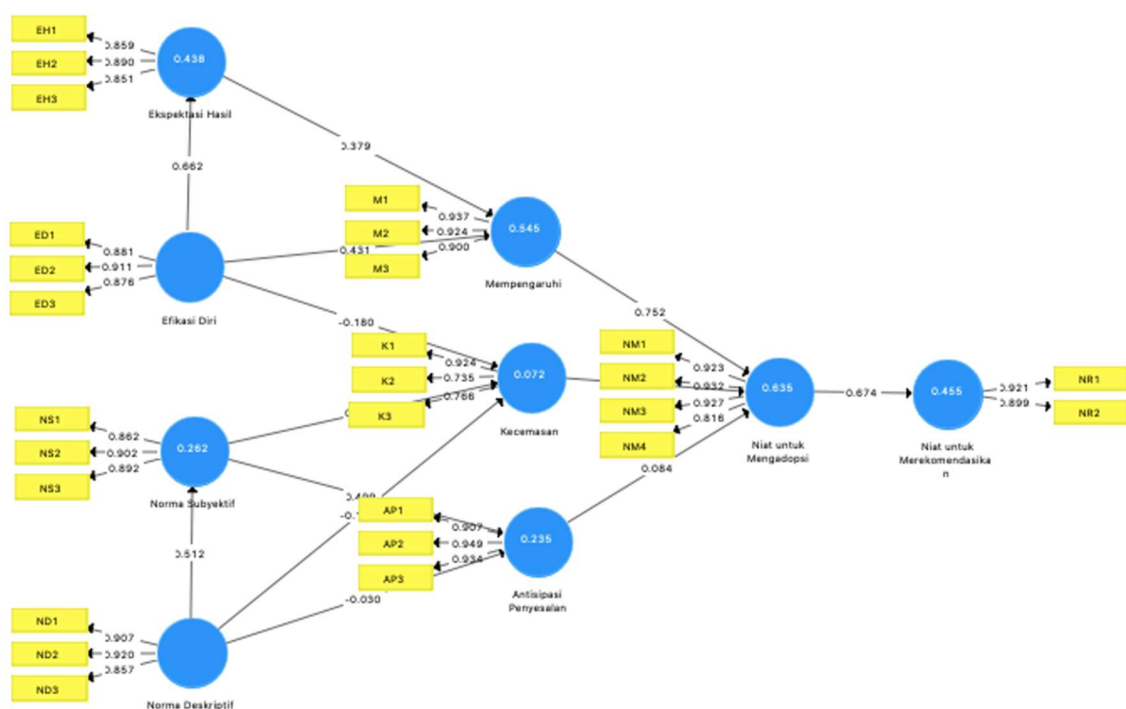 EH1
0.859
EH2
0.890
EH3
0.851
0.438
Ekspektasi Hasil
0.662
0.379
ED1
0.881
ED2
0.911
ED3
0.876
Efikasi Diri
M1
0.937
M2
0.924
M3
0.900
0.431
0.545
Mempengaruhi
-0.180
K1
0.924
K2
0.735
K3
0.766
0.072
Kecemasan
0.752
NM1
0.923
NM2
0.932
NM3
0.927
NM4
0.816
0.635
Niat untuk
Mengadopsi
0.674
0.455
Niat untuk
Merekomendasika
n
0.921
NR1
0.899
NR2
NS1
0.862
NS2
0.902
NS3
0.892
0.262
Norma Subyektif
0.512
AP1
0.907
AP2
0.949
AP3
0.934
0.235
Antisipasi
Penyesalan
0.084
-0.030
ND1
0.907
ND2
0.920
ND3
0.857
Norma Deskriptif